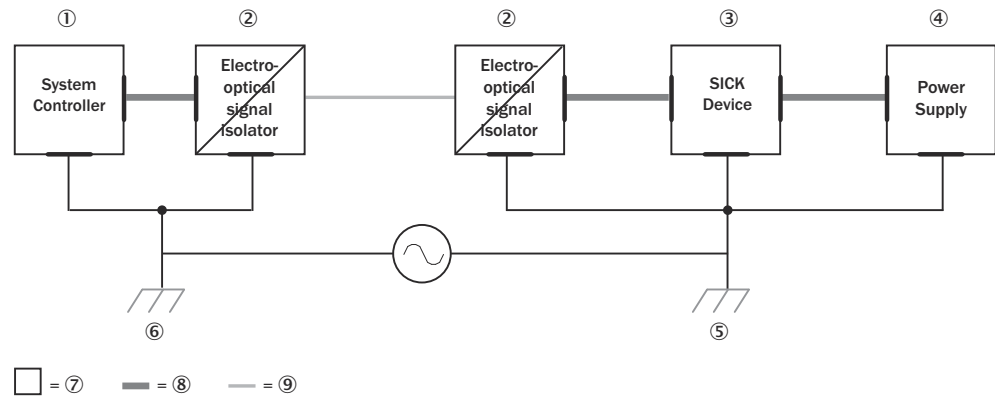 ① ② ② ③ ④
System
Controller
Electro-
optical
signal
isolator
Electro-
optical
signal
isolator
SICK
Device
Power
Supply
⑥ ⑤
= ⑦ = ⑧ = ⑨